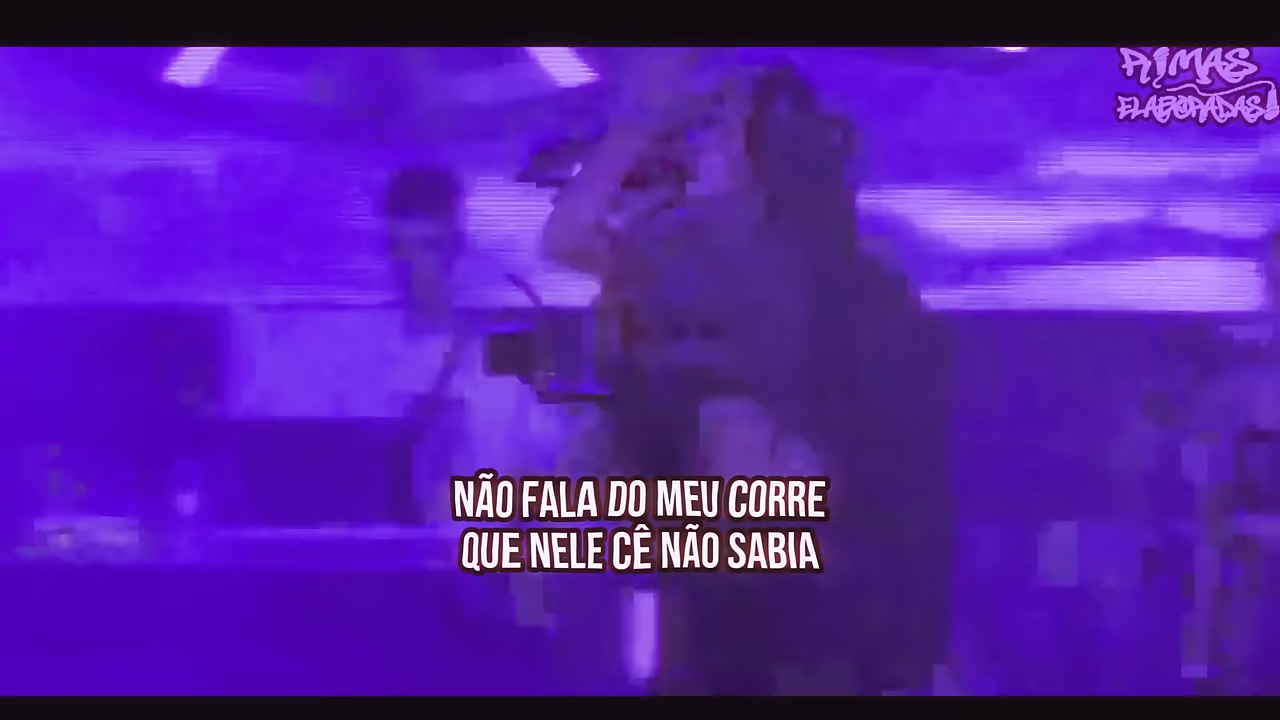 RIMAS
ELABORADAS!
NÃO FALA DO MEU CORRE
QUE NELE CÊ NÃO SABIA